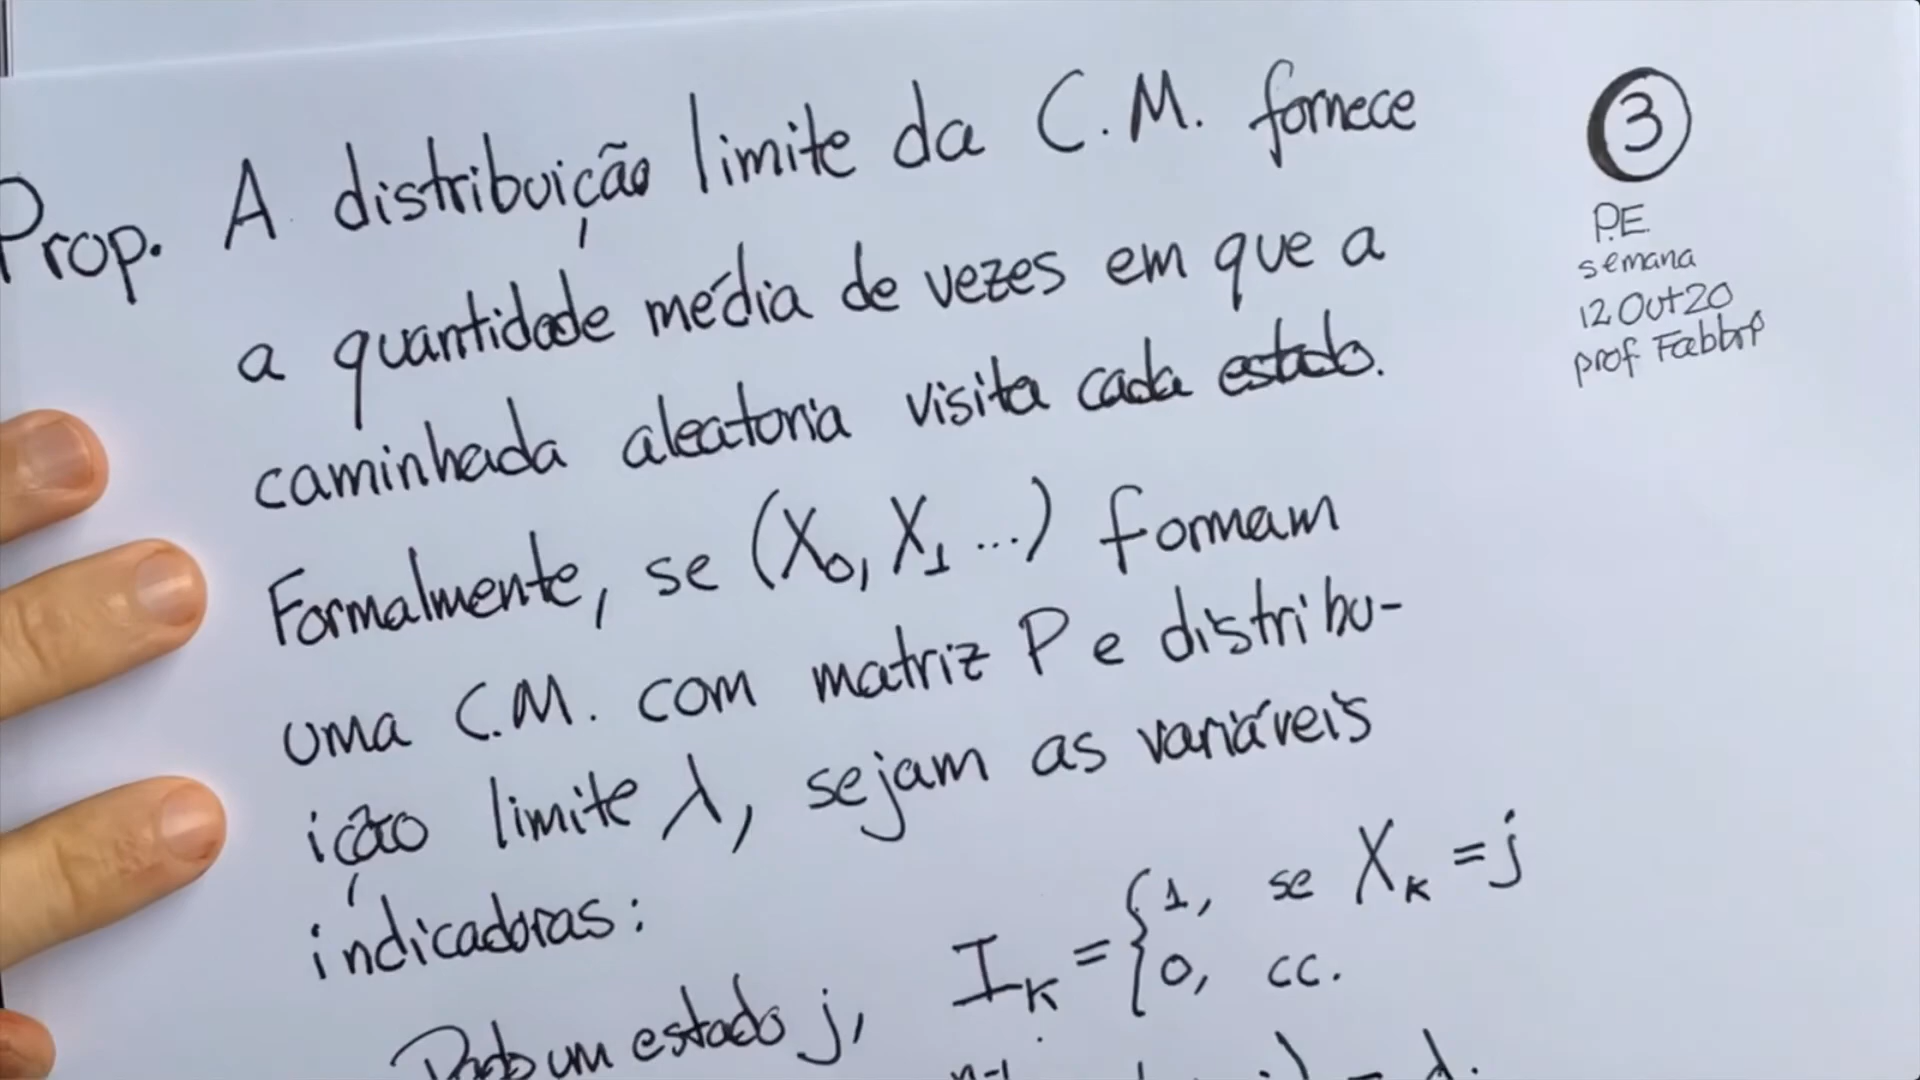 Prop. A distribuição limite da C.M. fornece
a quantidade média de vezes em que a
caminhada aleatoria visita cada estado.
Formalmente, se (X₀, X₁ ...) formam
uma C.M. com matriz P e distribu-
ição limite λ, sejam as variáveis
indicadoras:
Dado um estado j, I_K = { 1, se X_K = j
0, cc.
3
P.E.
semana
12 Out 20
prof Fabbri